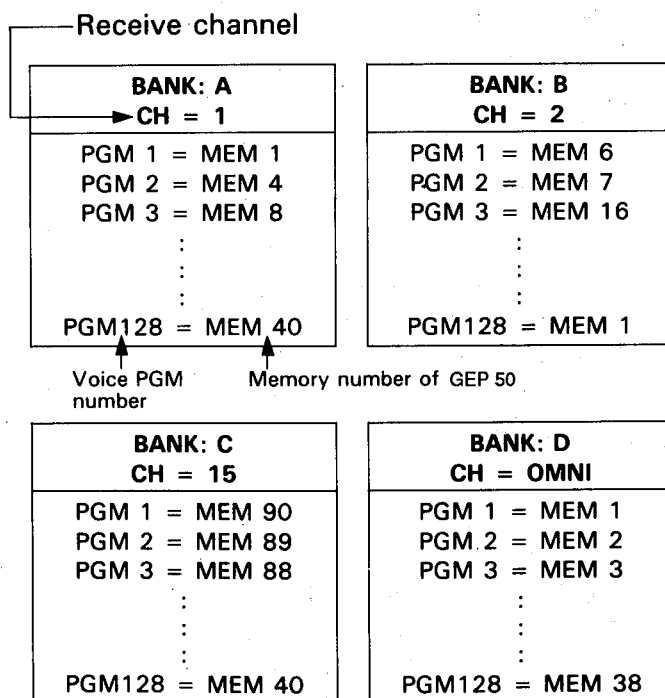 Receive channel
BANK: A
CH = 1
PGM 1 = MEM 1
PGM 2 = MEM 4
PGM 3 = MEM 8
:
:
PGM128 = MEM 40
Voice PGM
number
Memory number of GEP 50
BANK: B
CH = 2
PGM 1 = MEM 6
PGM 2 = MEM 7
PGM 3 = MEM 16
:
:
PGM128 = MEM 1
BANK: C
CH = 15
PGM 1 = MEM 90
PGM 2 = MEM 89
PGM 3 = MEM 88
:
:
PGM128 = MEM 40
BANK: D
CH = OMNI
PGM 1 = MEM 1
PGM 2 = MEM 2
PGM 3 = MEM 3
:
:
PGM128 = MEM 38